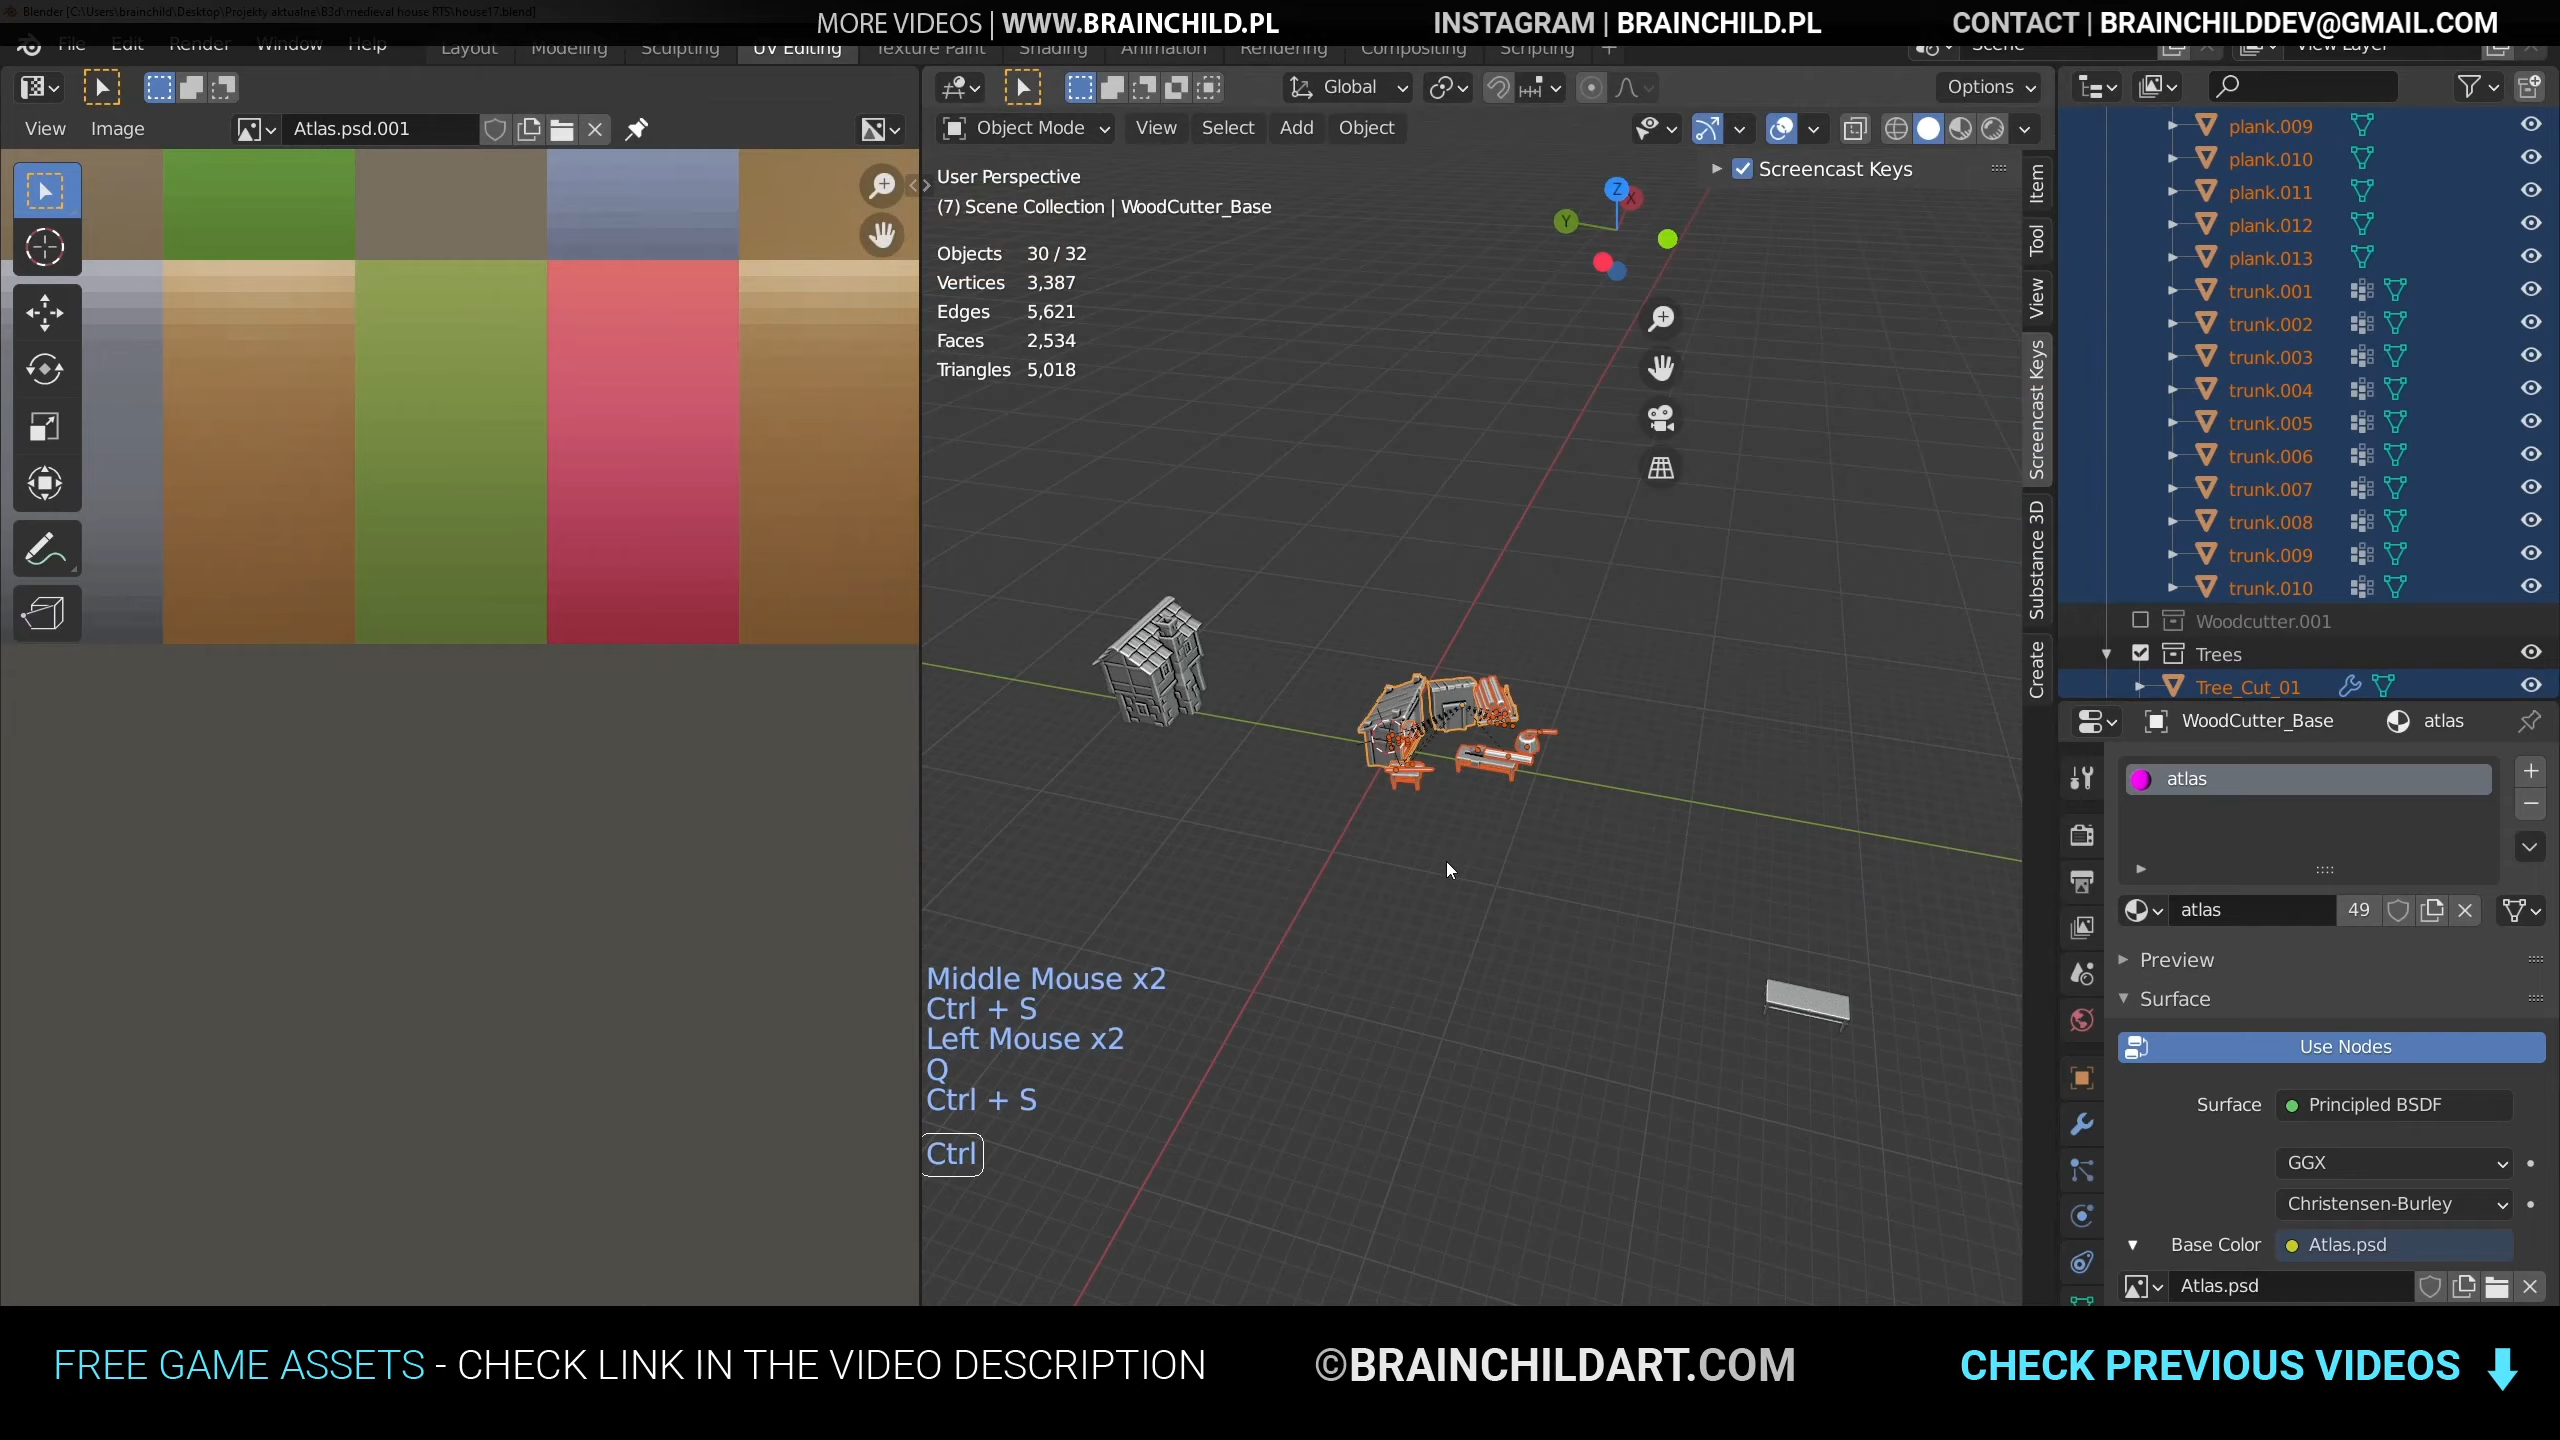 Blender [C:\Users\brainchild\Desktop\Projekty aktualne\B3d\medieval house RTS\house17.blend]
MORE VIDEOS | WWW.BRAINCHILD.PL
INSTAGRAM | BRAINCHILD.PL
CONTACT | BRAINCHILDDEV@GMAIL.COM
File Edit Render Window Help
Layout Modeling Sculpting UV Editing Texture Paint Shading Animation Rendering Compositing Scripting +
Scene
View Layer
Global
Options
View Image
Atlas.psd.001
Object Mode View Select Add Object
User Perspective
(7) Scene Collection | WoodCutter_Base
Objects 30 / 32
Vertices 3,387
Edges 5,621
Faces 2,534
Triangles 5,018
Screencast Keys
Z
X
Y
Item
Tool
View
Screencast Keys
Substance 3D
Create
plank.009
plank.010
plank.011
plank.012
plank.013
trunk.001
trunk.002
trunk.003
trunk.004
trunk.005
trunk.006
trunk.007
trunk.008
trunk.009
trunk.010
Woodcutter.001
Trees
Tree_Cut_01
WoodCutter_Base atlas
atlas
atlas 49
Preview
Surface
Use Nodes
Surface Principled BSDF
GGX
Christensen-Burley
Base Color Atlas.psd
Atlas.psd
Middle Mouse x2
Ctrl + S
Left Mouse x2
Q
Ctrl + S
Ctrl
FREE GAME ASSETS - CHECK LINK IN THE VIDEO DESCRIPTION
©BRAINCHILDART.COM
CHECK PREVIOUS VIDEOS